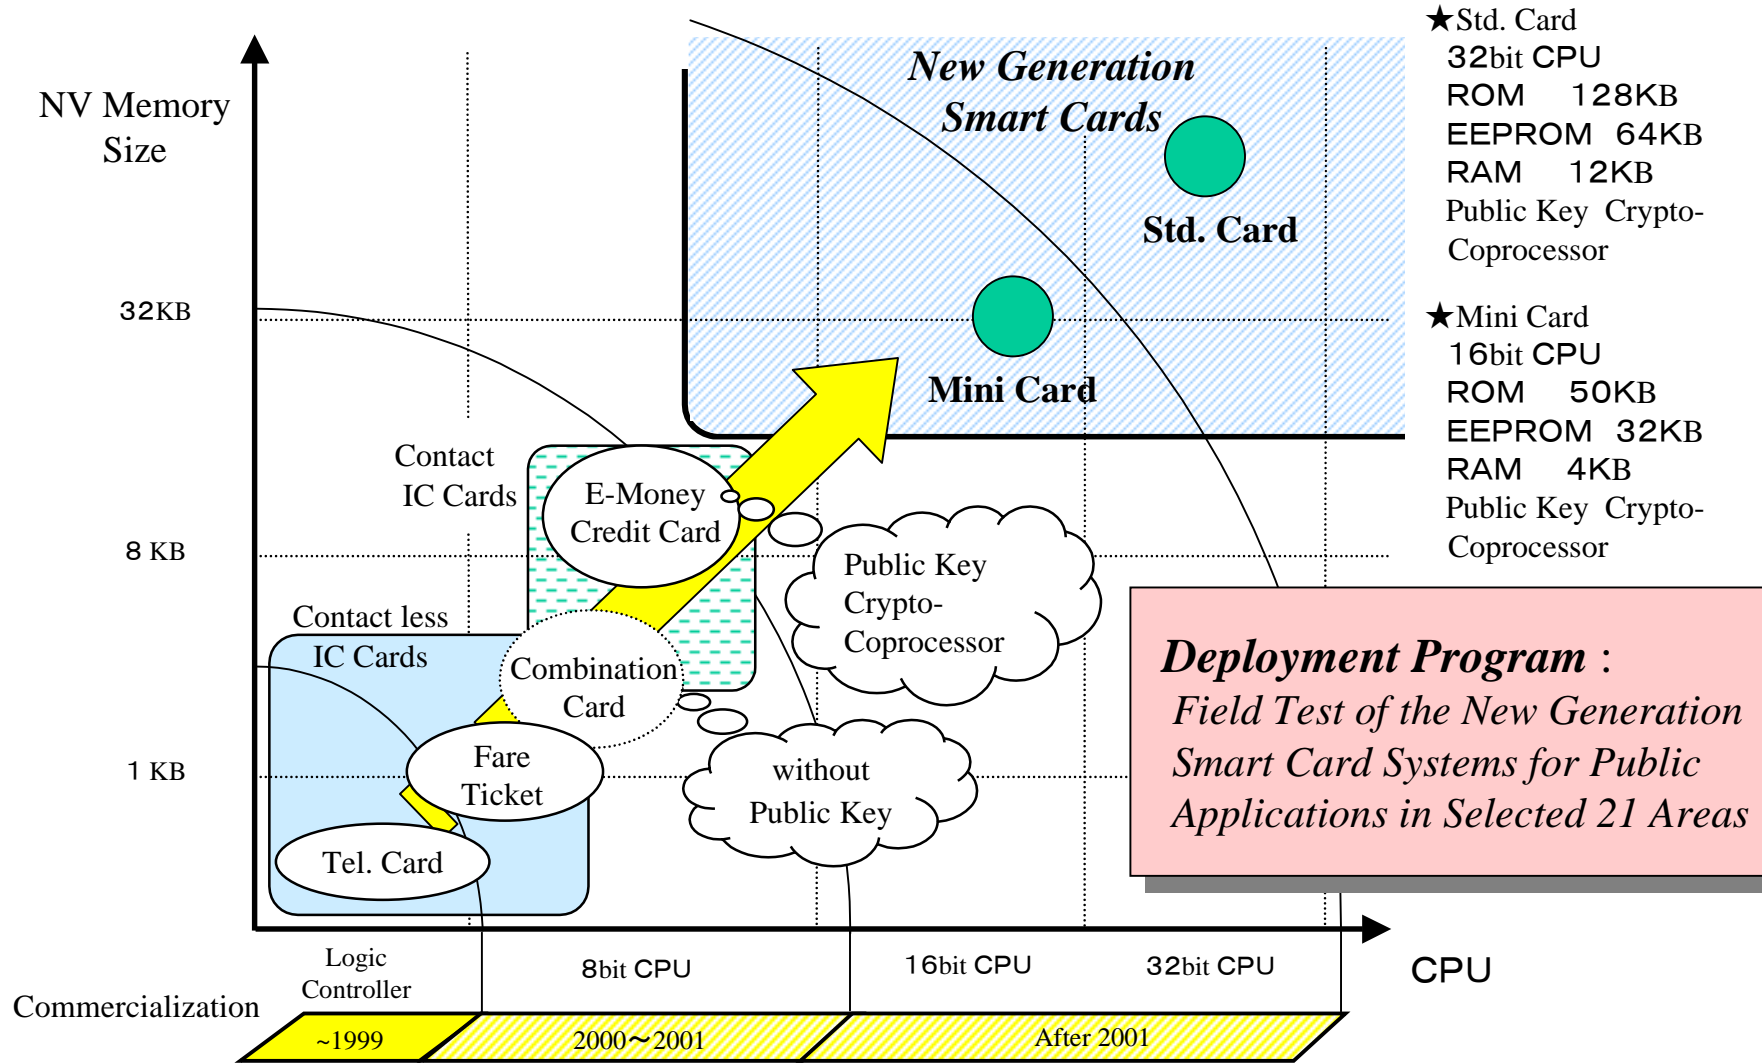 NV Memory
Size
New Generation
Smart Cards
Std. Card
Mini Card
★Std. Card
32bit CPU
ROM 128KB
EEPROM 64KB
RAM 12KB
Public Key Crypto-
Coprocessor
★Mini Card
16bit CPU
ROM 50KB
EEPROM 32KB
RAM 4KB
Public Key Crypto-
Coprocessor
32KB
8 KB
1 KB
Contact
IC Cards
E-Money
Credit Card
Public Key
Crypto-
Coprocessor
Contact less
IC Cards
Combination
Card
Fare
Ticket
without
Public Key
Tel. Card
Deployment Program :
Field Test of the New Generation
Smart Card Systems for Public
Applications in Selected 21 Areas
Logic
Controller
8bit CPU
16bit CPU
32bit CPU
CPU
Commercialization
~1999
2000～2001
After 2001